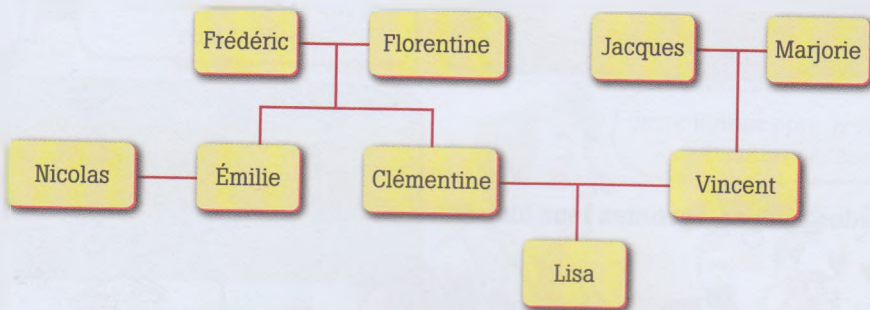 Frédéric Florentine Jacques Marjorie
Nicolas Émilie Clémentine Vincent
Lisa